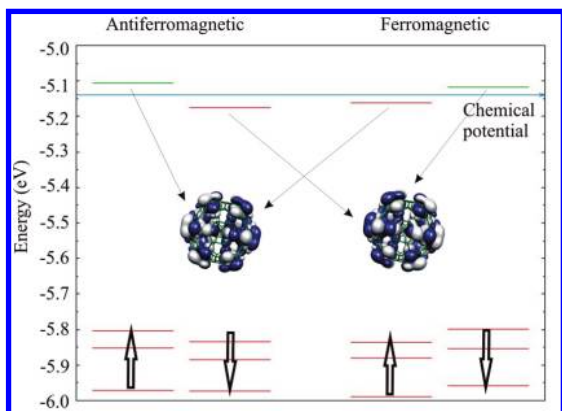 Antiferromagnetic Ferromagnetic
-5.0
-5.1
Chemical
potential
-5.2
-5.3
-5.4
Energy (eV)
-5.5
-5.6
-5.7
-5.8
-5.9
-6.0